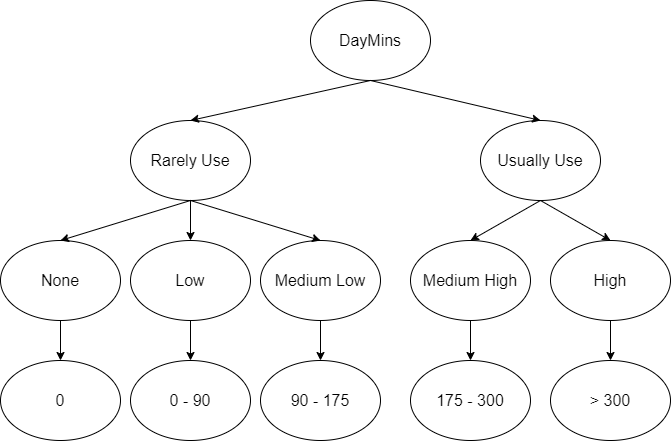 DayMins
Rarely Use
Usually Use
None
Low
Medium Low
Medium High
High
0
0 - 90
90 - 175
175 - 300
> 300